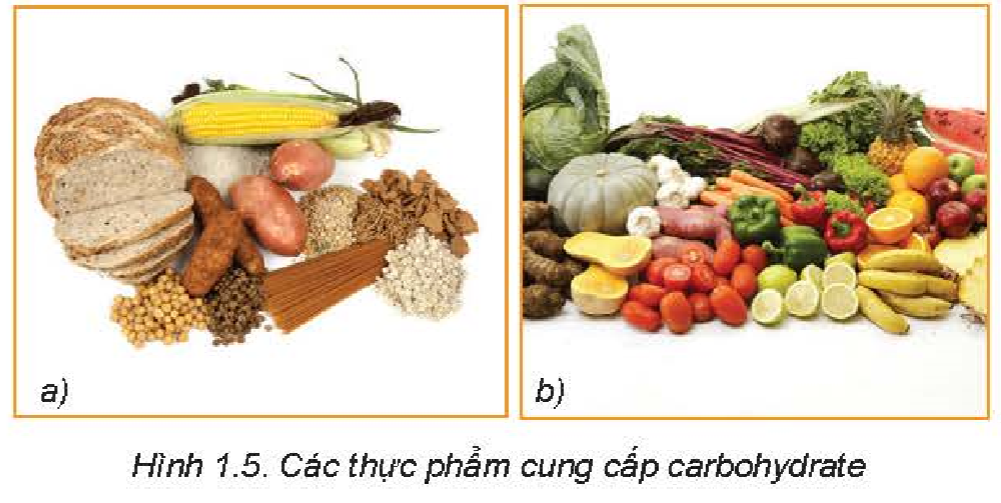 a)
b)
Hình 1.5. Các thực phẩm cung cấp carbohydrate